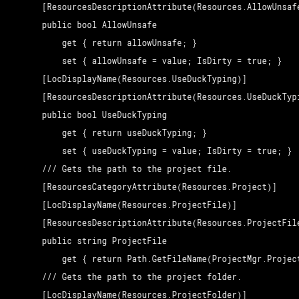 [ResourcesDescriptionAttribute(Resources.AllowUnsafe
public bool AllowUnsafe
get { return allowUnsafe; }
set { allowUnsafe = value; IsDirty = true; }
[LocDisplayName(Resources.UseDuckTyping)]
[ResourcesDescriptionAttribute(Resources.UseDuckTypi
public bool UseDuckTyping
get { return useDuckTyping; }
set { useDuckTyping = value; IsDirty = true; }
/// Gets the path to the project file.
[ResourcesCategoryAttribute(Resources.Project)]
[LocDisplayName(Resources.ProjectFile)]
[ResourcesDescriptionAttribute(Resources.ProjectFile
public string ProjectFile
get { return Path.GetFileName(ProjectMgr.Project
/// Gets the path to the project folder.
[LocDisplayName(Resources.ProjectFolder)]